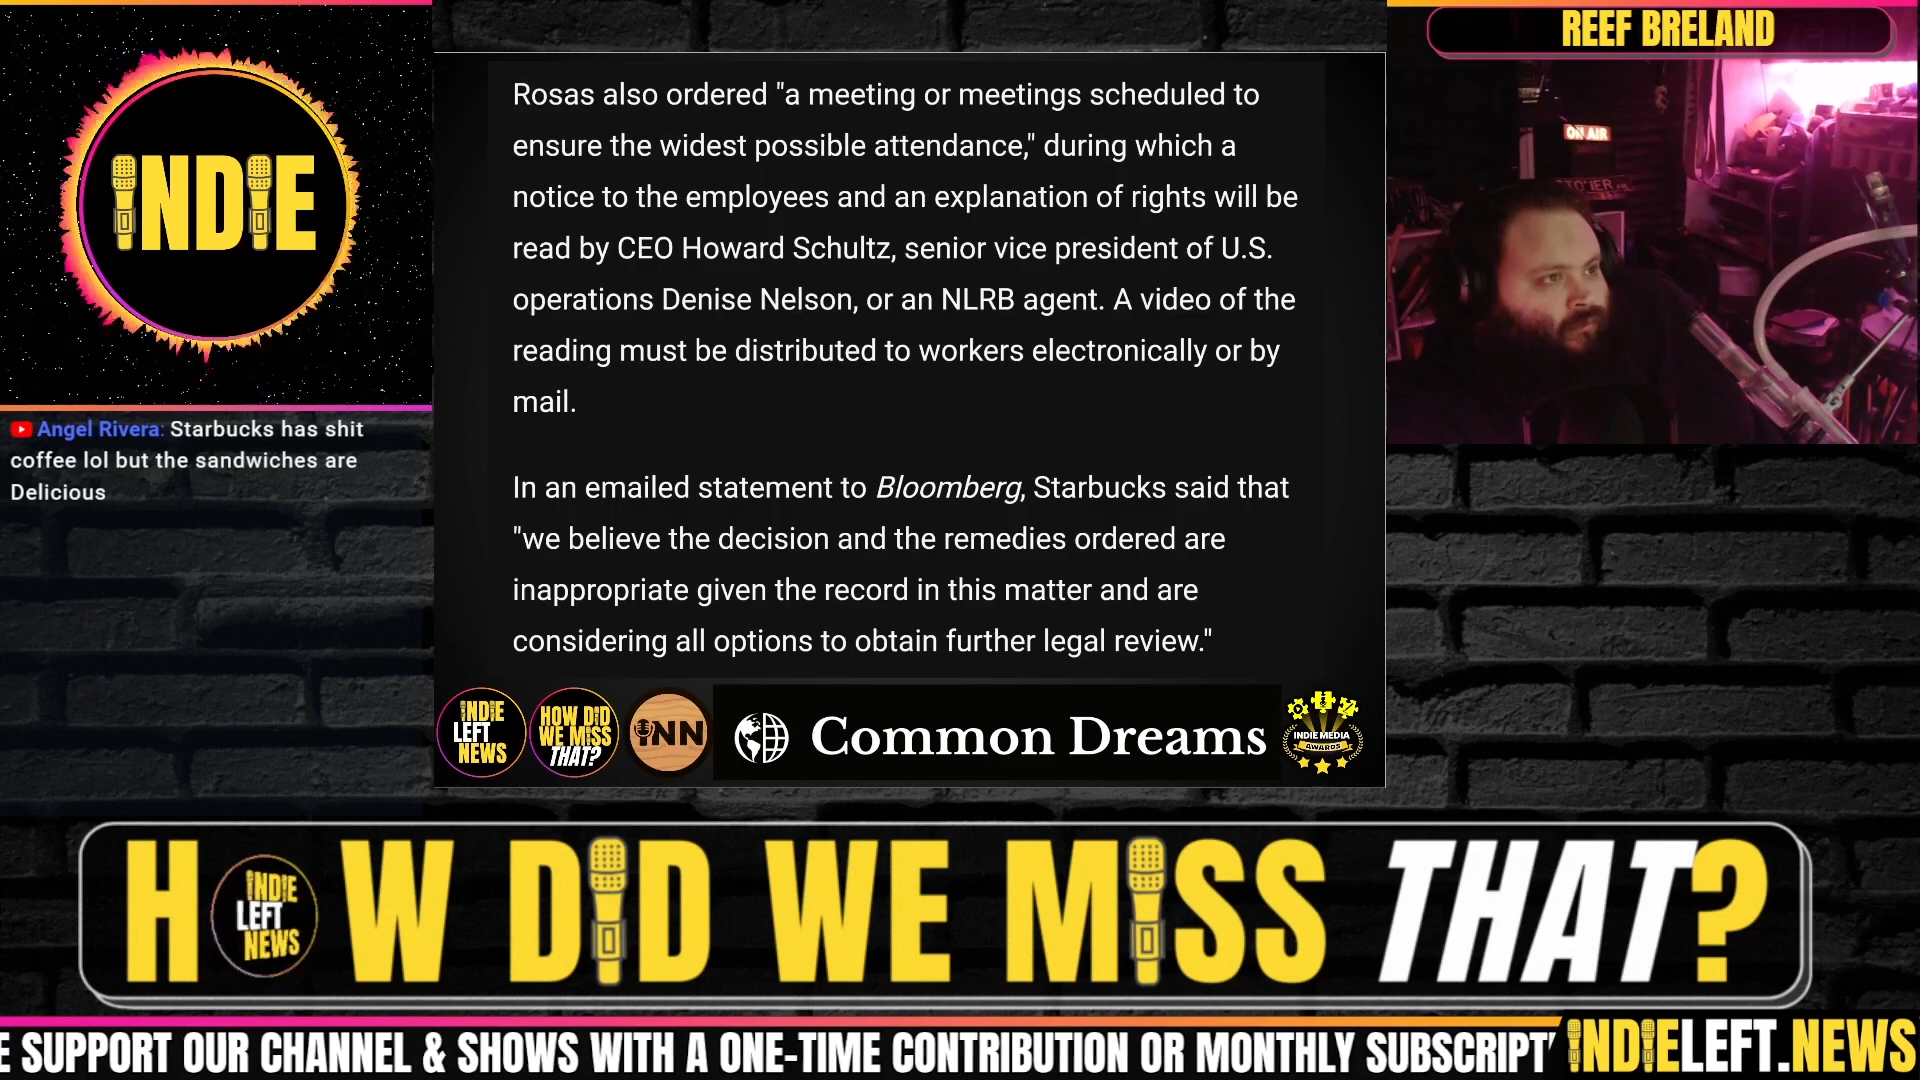 INDIE
REEF BRELAND
ON AIR
Rosas also ordered "a meeting or meetings scheduled to
ensure the widest possible attendance," during which a
notice to the employees and an explanation of rights will be
read by CEO Howard Schultz, senior vice president of U.S.
operations Denise Nelson, or an NLRB agent. A video of the
reading must be distributed to workers electronically or by
mail.
Angel Rivera: Starbucks has shit
coffee lol but the sandwiches are
Delicious
In an emailed statement to Bloomberg, Starbucks said that
"we believe the decision and the remedies ordered are
inappropriate given the record in this matter and are
considering all options to obtain further legal review."
INDIE
LEFT
NEWS
HOW DID
WE MISS
THAT?
INN
Common Dreams
INDIE MEDIA
AWARDS
HOW DID WE MISS THAT?
INDIE
LEFT
NEWS
E SUPPORT OUR CHANNEL & SHOWS WITH A ONE-TIME CONTRIBUTION OR MONTHLY SUBSCRIPT
INDIELEFT.NEWS